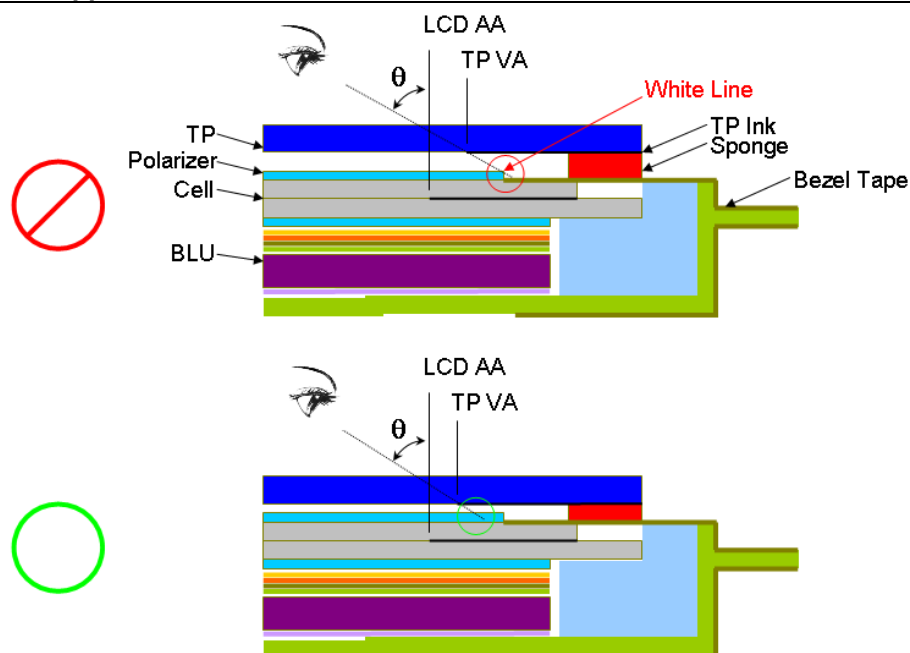 LCD AA
TP VA
θ
White Line
TP
TP Ink
Sponge
Polarizer
Bezel Tape
Cell
BLU
LCD AA
TP VA
θ